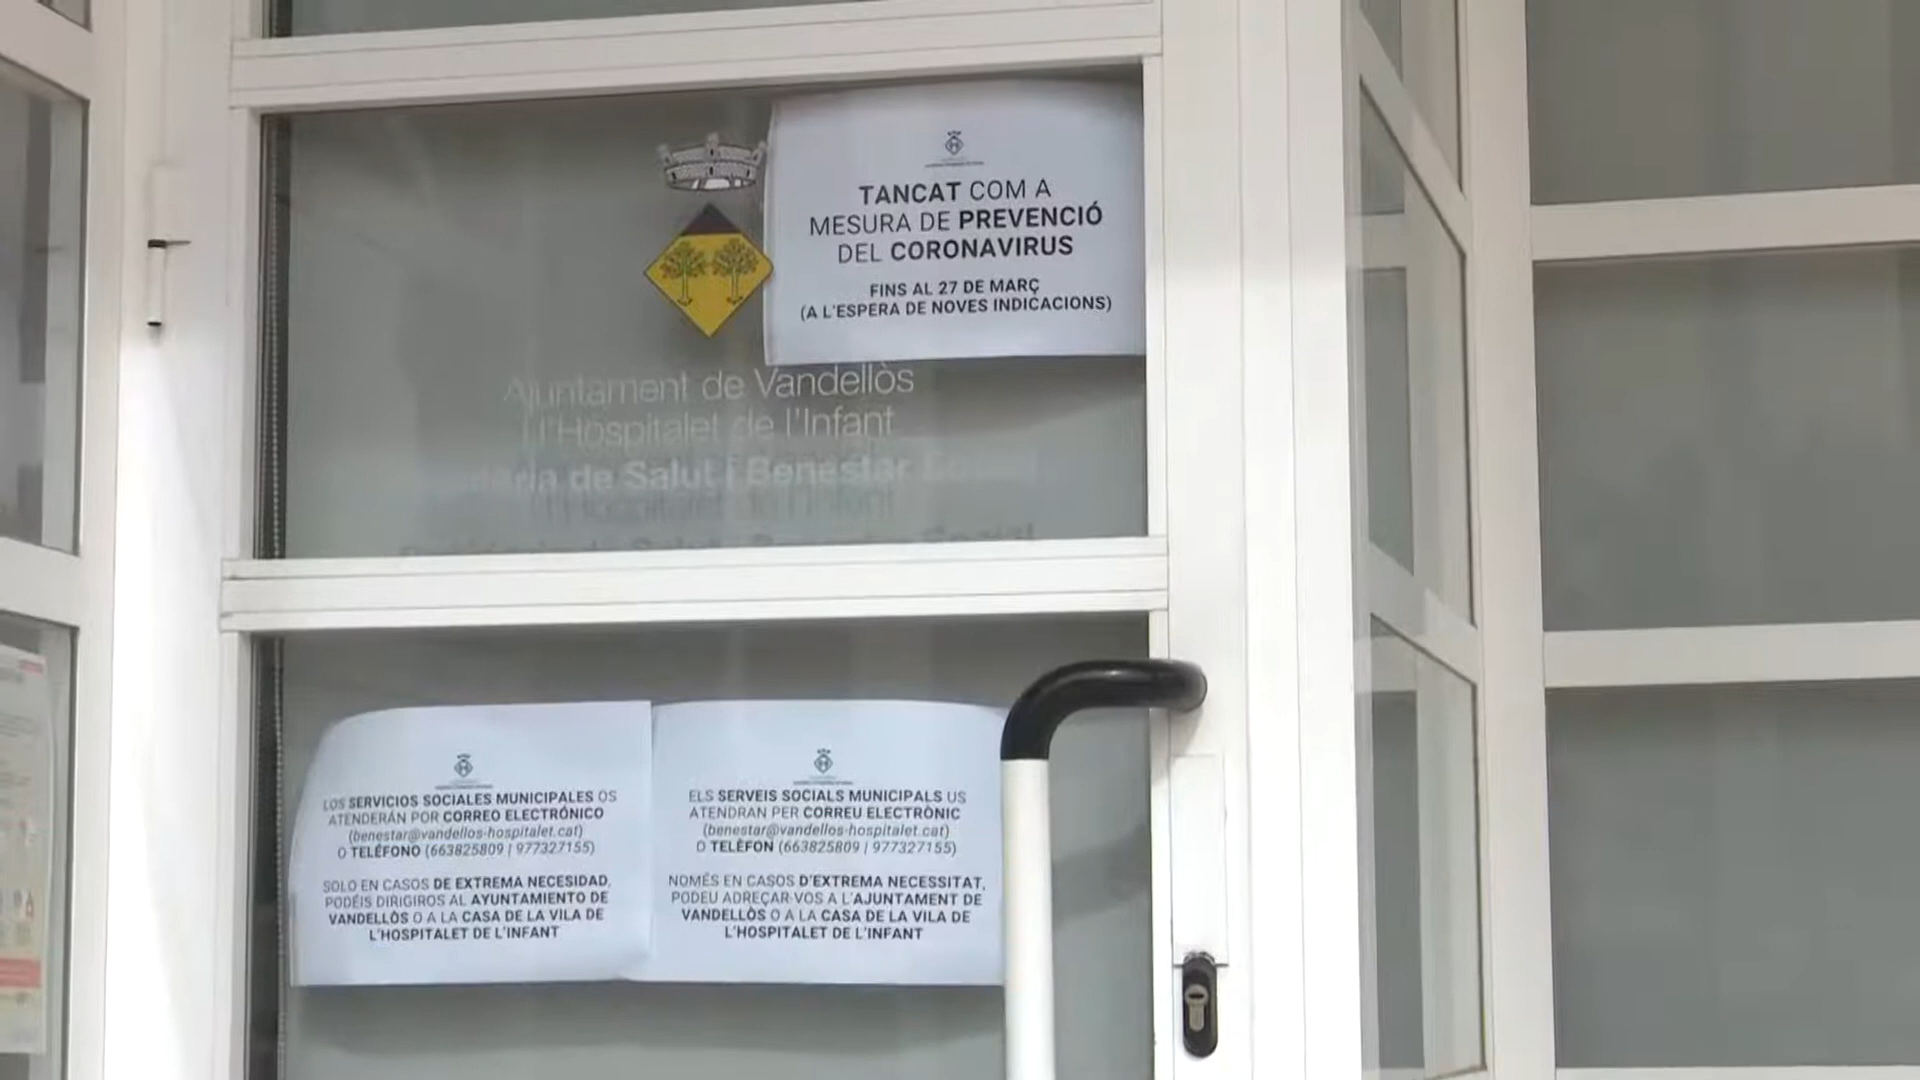 TANCAT COM A
MESURA DE PREVENCIÓ
DEL CORONAVIRUS
FINS AL 27 DE MARÇ
(A L'ESPERA DE NOVES INDICACIONS)
Ajuntament de Vandellòs
i l'Hospitalet de l'Infant
de Salut i Benestar
LOS SERVICIOS SOCIALES MUNICIPALES OS
ATENDERÁN POR CORREO ELECTRÓNICO
(benestar@vandellos-hospitalet.cat)
O TELÉFONO (663825809 | 977327155)
SOLO EN CASOS DE EXTREMA NECESIDAD,
PODÉIS DIRIGIROS AL AYUNTAMIENTO DE
VANDELLÒS O A LA CASA DE LA VILA DE
L'HOSPITALET DE L'INFANT
ELS SERVEIS SOCIALS MUNICIPALS US
ATENDRAN PER CORREU ELECTRÒNIC
(benestar@vandellos-hospitalet.cat)
O TELÈFON (663825809 | 977327155)
NOMÉS EN CASOS D'EXTREMA NECESSITAT,
PODEU ADREÇAR-VOS A L'AJUNTAMENT DE
VANDELLÒS O A LA CASA DE LA VILA DE
L'HOSPITALET DE L'INFANT